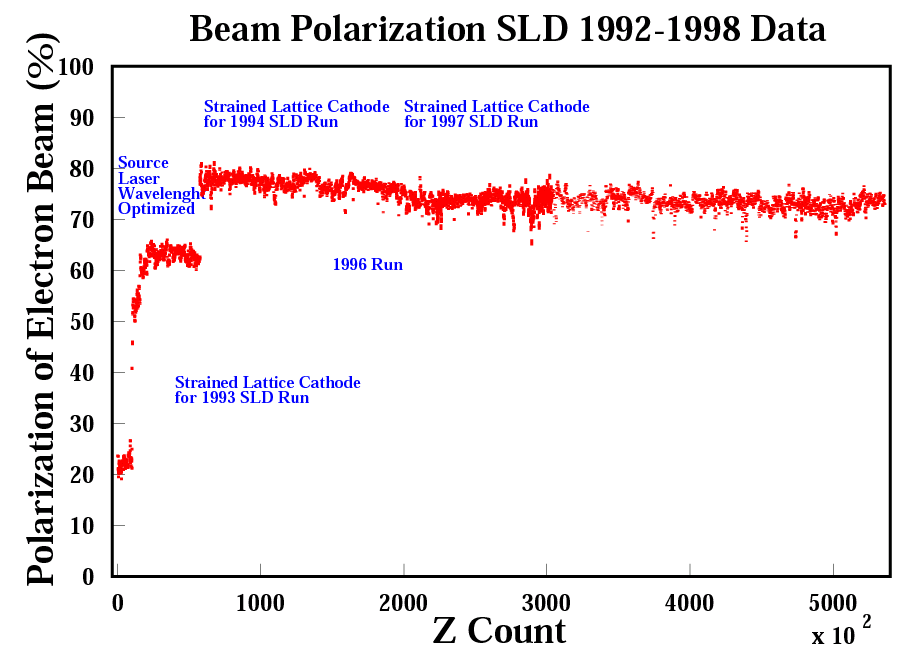 Beam Polarization SLD 1992-1998 Data
Polarization of Electron Beam (%)
100
90
80
70
60
50
40
30
20
10
0
Strained Lattice Cathode
for 1994 SLD Run
Strained Lattice Cathode
for 1997 SLD Run
Source
Laser
Wavelength
Optimized
1996 Run
Strained Lattice Cathode
for 1993 SLD Run
0 1000 2000 3000 4000 5000
Z Count
x 10 2